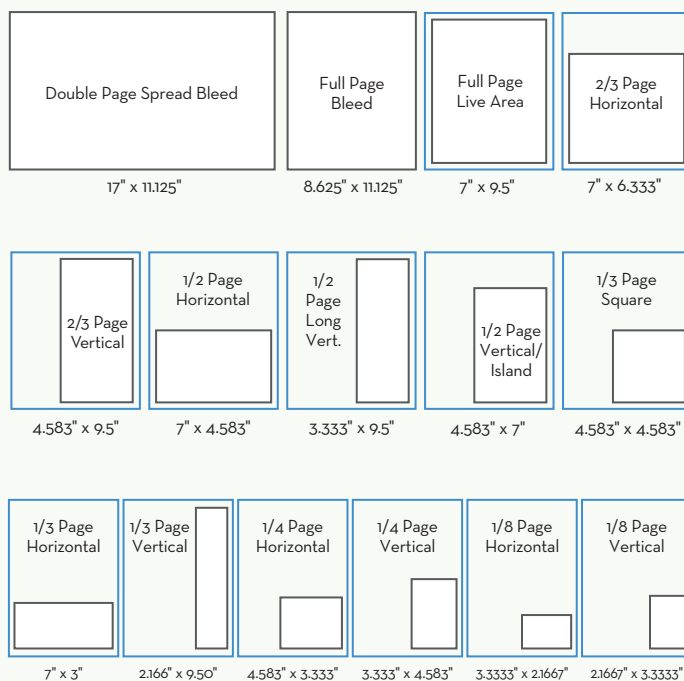 Double Page Spread Bleed
Full Page
Bleed
Full Page
Live Area
2/3 Page
Horizontal
17" x 11.125"
8.625" x 11.125"
7" x 9.5"
7" x 6.333"
2/3 Page
Vertical
1/2 Page
Horizontal
1/2
Page
Long
Vert.
1/2 Page
Vertical/
Island
1/3 Page
Square
4.583" x 9.5"
7" x 4.583"
3.333" x 9.5"
4.583" x 7"
4.583" x 4.583"
1/3 Page
Horizontal
1/3 Page
Vertical
1/4 Page
Horizontal
1/4 Page
Vertical
1/8 Page
Horizontal
1/8 Page
Vertical
7" x 3"
2.166" x 9.50"
4.583" x 3.333"
3.333" x 4.583"
3.3333" x 2.1667"
2.1667" x 3.3333"